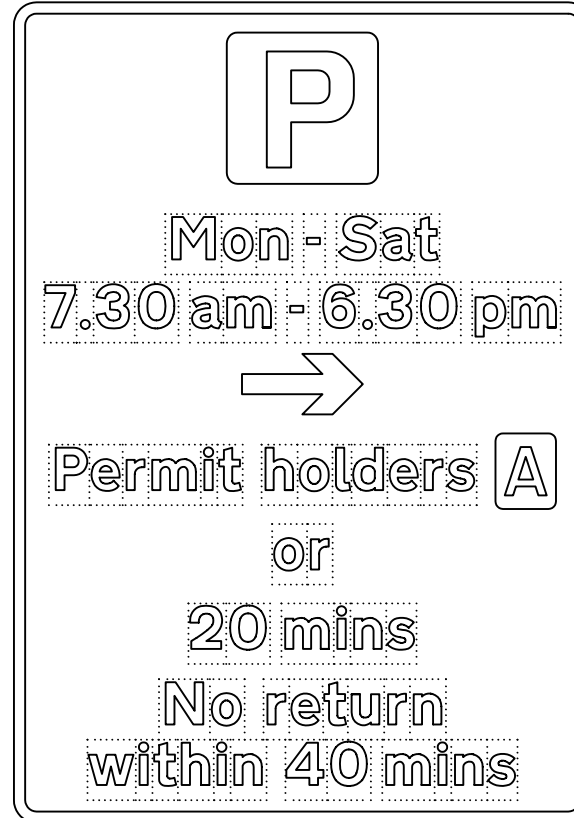 P
Mon - Sat
7.30 am - 6.30 pm
Permit holders A
or
20 mins
No return
within 40 mins